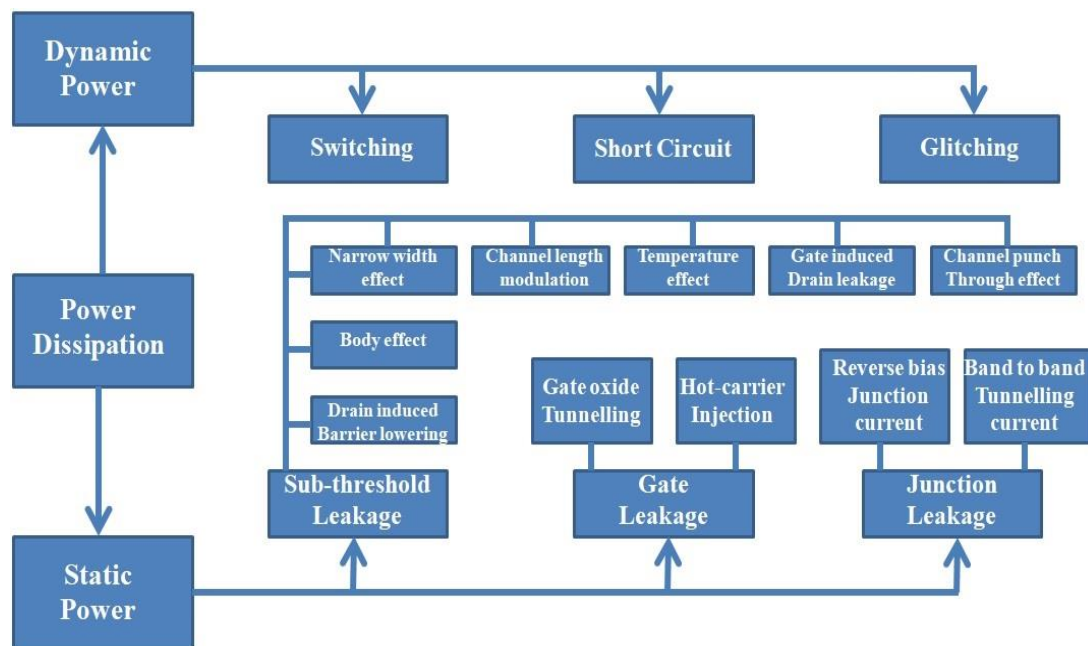 Dynamic
Power
Switching
Short Circuit
Glitching
Narrow width
effect
Channel length
modulation
Temperature
effect
Gate induced
Drain leakage
Channel punch
Through effect
Power
Dissipation
Body effect
Drain induced
Barrier lowering
Gate oxide
Tunnelling
Hot-carrier
Injection
Reverse bias
Junction
current
Band to band
Tunnelling
current
Sub-threshold
Leakage
Gate
Leakage
Junction
Leakage
Static
Power